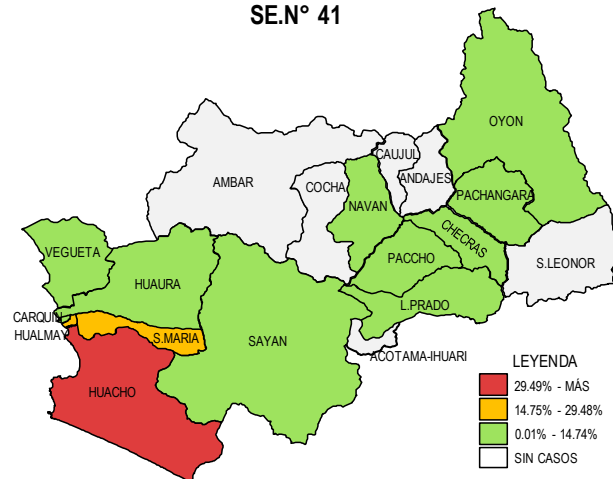 SE.N° 41
OYON
CAUJUL
ANDAJES
AMBAR
COCHA
NAVAN
PACHANGARA
CHECRAS
VEGUETA
PACCHO
S.LEONOR
HUAURA
L.PRADO
CARQUIN
HUALMAY
S.MARIA
SAYAN
ACOTAMA-IHUARI
HUACHO
LEYENDA
29.49% - MÁS
14.75% - 29.48%
0.01% - 14.74%
SIN CASOS